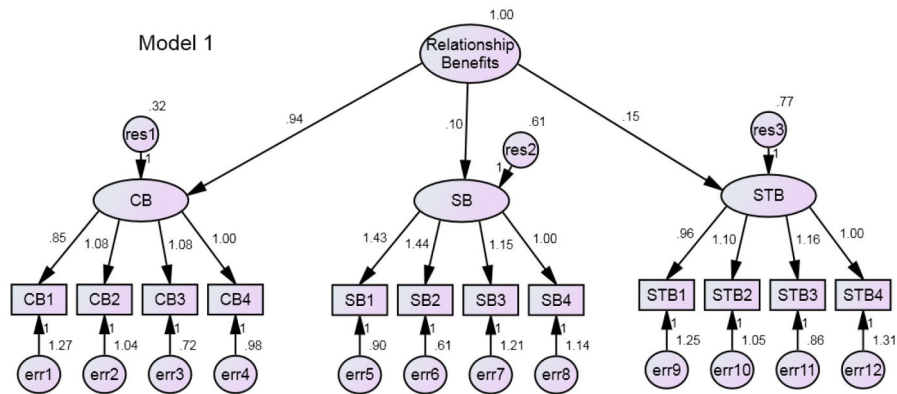 1.00
Model 1
Relationship
Benefits
.32
.94
.10
.61
.15
.77
res1
res2
res3
1
1
1
CB
SB
STB
.85
1.08
1.08
1.00
1.43
1.44
1.15
1.00
.96
1.10
1.16
1.00
CB1
CB2
CB3
CB4
SB1
SB2
SB3
SB4
STB1
STB2
STB3
STB4
1
1
1
1
1
1
1
1
1
1
1
1
1.27
1.04
.72
.98
.90
.61
1.21
1.14
1.25
1.05
.86
1.31
err1
err2
err3
err4
err5
err6
err7
err8
err9
err10
err11
err12